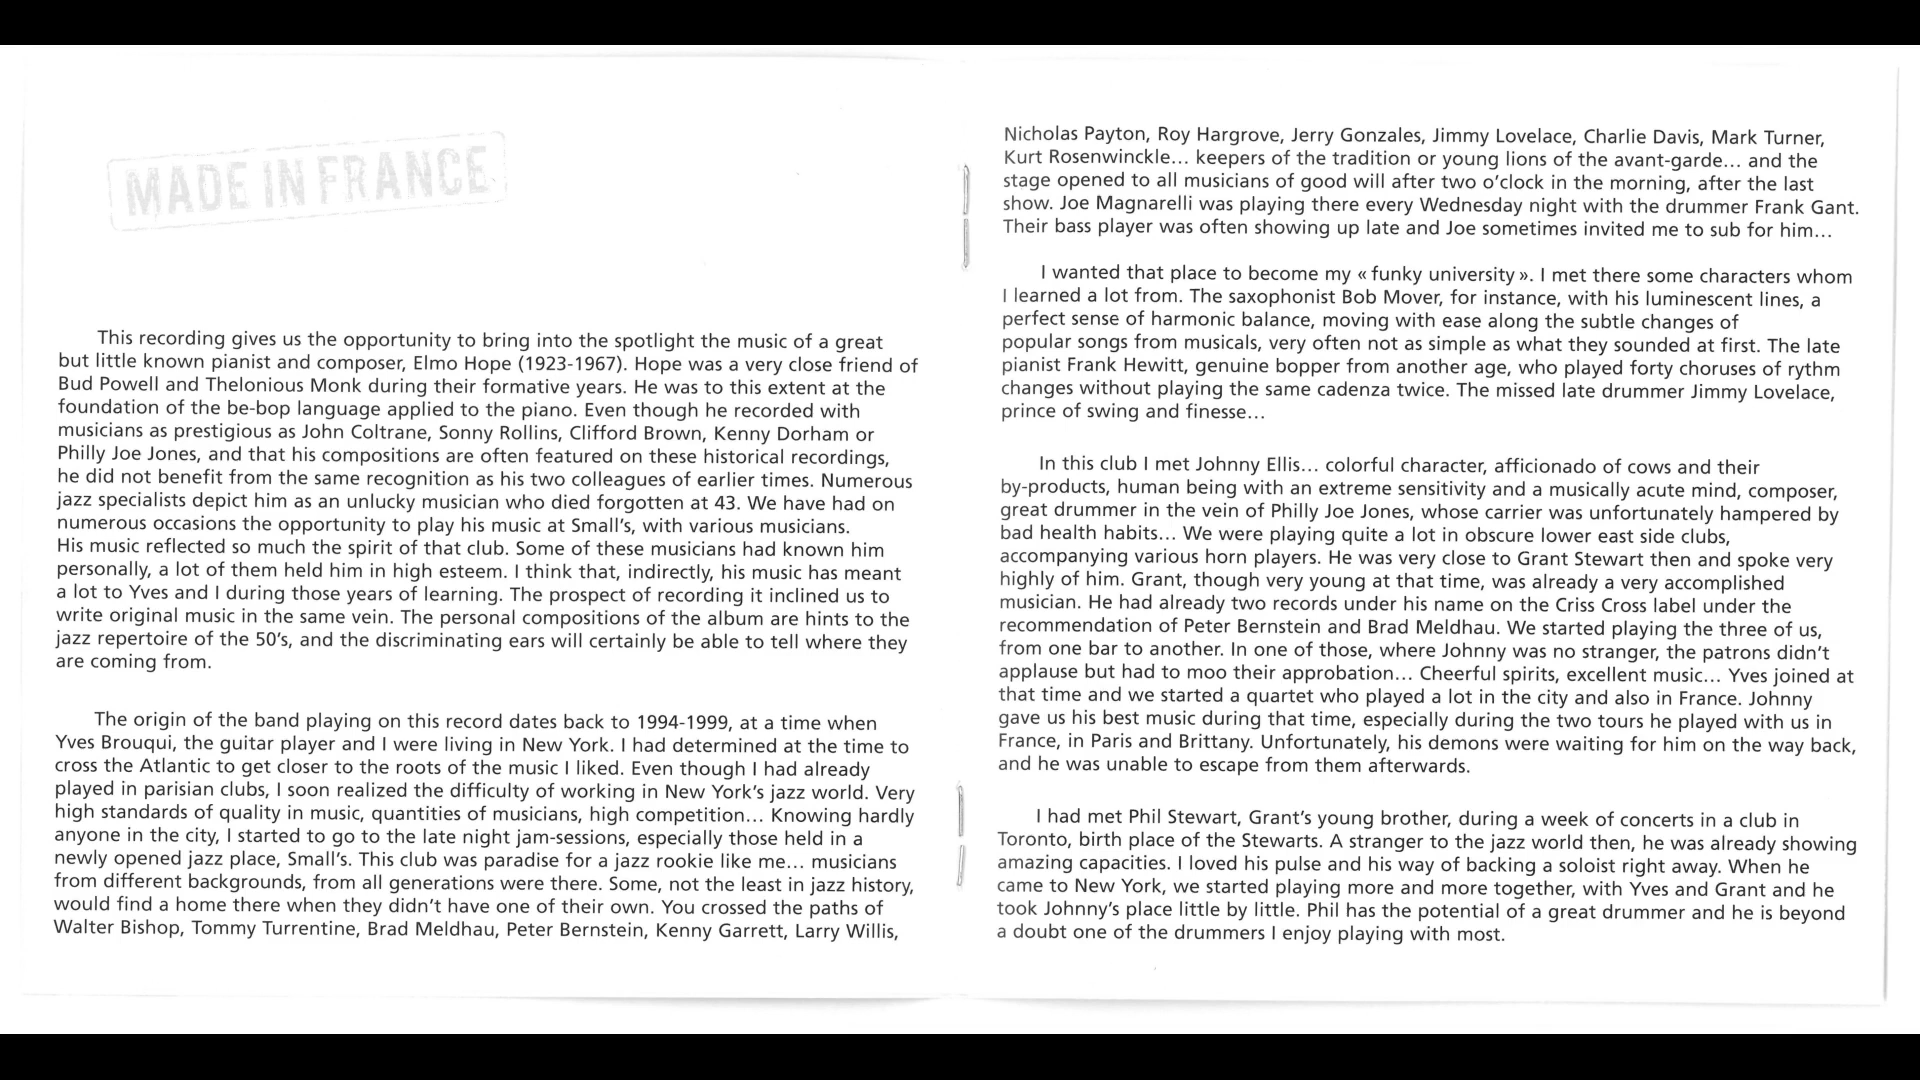 MADE IN FRANCE
This recording gives us the opportunity to bring into the spotlight the music of a great
but little known pianist and composer, Elmo Hope (1923-1967). Hope was a very close friend of
Bud Powell and Thelonious Monk during their formative years. He was to this extent at the
foundation of the be-bop language applied to the piano. Even though he recorded with
musicians as prestigious as John Coltrane, Sonny Rollins, Clifford Brown, Kenny Dorham or
Philly Joe Jones, and that his compositions are often featured on these historical recordings,
he did not benefit from the same recognition as his two colleagues of earlier times. Numerous
jazz specialists depict him as an unlucky musician who died forgotten at 43. We have had on
numerous occasions the opportunity to play his music at Small's, with various musicians.
His music reflected so much the spirit of that club. Some of these musicians had known him
personally, a lot of them held him in high esteem. I think that, indirectly, his music has meant
a lot to Yves and I during those years of learning. The prospect of recording it inclined us to
write original music in the same vein. The personal compositions of the album are hints to the
jazz repertoire of the 50's, and the discriminating ears will certainly be able to tell where they
are coming from.
The origin of the band playing on this record dates back to 1994-1999, at a time when
Yves Brouqui, the guitar player and I were living in New York. I had determined at the time to
cross the Atlantic to get closer to the roots of the music I liked. Even though I had already
played in parisian clubs, I soon realized the difficulty of working in New York's jazz world. Very
high standards of quality in music, quantities of musicians, high competition... Knowing hardly
anyone in the city, I started to go to the late night jam-sessions, especially those held in a
newly opened jazz place, Small's. This club was paradise for a jazz rookie like me... musicians
from different backgrounds, from all generations were there. Some, not the least in jazz history,
would find a home there when they didn't have one of their own. You crossed the paths of
Walter Bishop, Tommy Turrentine, Brad Meldhau, Peter Bernstein, Kenny Garrett, Larry Willis,
Nicholas Payton, Roy Hargrove, Jerry Gonzales, Jimmy Lovelace, Charlie Davis, Mark Turner,
Kurt Rosenwinckle... keepers of the tradition or young lions of the avant-garde... and the
stage opened to all musicians of good will after two o'clock in the morning, after the last
show. Joe Magnarelli was playing there every Wednesday night with the drummer Frank Gant.
Their bass player was often showing up late and Joe sometimes invited me to sub for him...
I wanted that place to become my « funky university ». I met there some characters whom
I learned a lot from. The saxophonist Bob Mover, for instance, with his luminescent lines, a
perfect sense of harmonic balance, moving with ease along the subtle changes of
popular songs from musicals, very often not as simple as what they sounded at first. The late
pianist Frank Hewitt, genuine bopper from another age, who played forty choruses of rythm
changes without playing the same cadenza twice. The missed late drummer Jimmy Lovelace,
prince of swing and finesse...
In this club I met Johnny Ellis... colorful character, afficionado of cows and their
by-products, human being with an extreme sensitivity and a musically acute mind, composer,
great drummer in the vein of Philly Joe Jones, whose carrier was unfortunately hampered by
bad health habits... We were playing quite a lot in obscure lower east side clubs,
accompanying various horn players. He was very close to Grant Stewart then and spoke very
highly of him. Grant, though very young at that time, was already a very accomplished
musician. He had already two records under his name on the Criss Cross label under the
recommendation of Peter Bernstein and Brad Meldhau. We started playing the three of us,
from one bar to another. In one of those, where Johnny was no stranger, the patrons didn't
applause but had to moo their approbation... Cheerful spirits, excellent music... Yves joined at
that time and we started a quartet who played a lot in the city and also in France. Johnny
gave us his best music during that time, especially during the two tours he played with us in
France, in Paris and Brittany. Unfortunately, his demons were waiting for him on the way back,
and he was unable to escape from them afterwards.
I had met Phil Stewart, Grant's young brother, during a week of concerts in a club in
Toronto, birth place of the Stewarts. A stranger to the jazz world then, he was already showing
amazing capacities. I loved his pulse and his way of backing a soloist right away. When he
came to New York, we started playing more and more together, with Yves and Grant and he
took Johnny's place little by little. Phil has the potential of a great drummer and he is beyond
a doubt one of the drummers I enjoy playing with most.